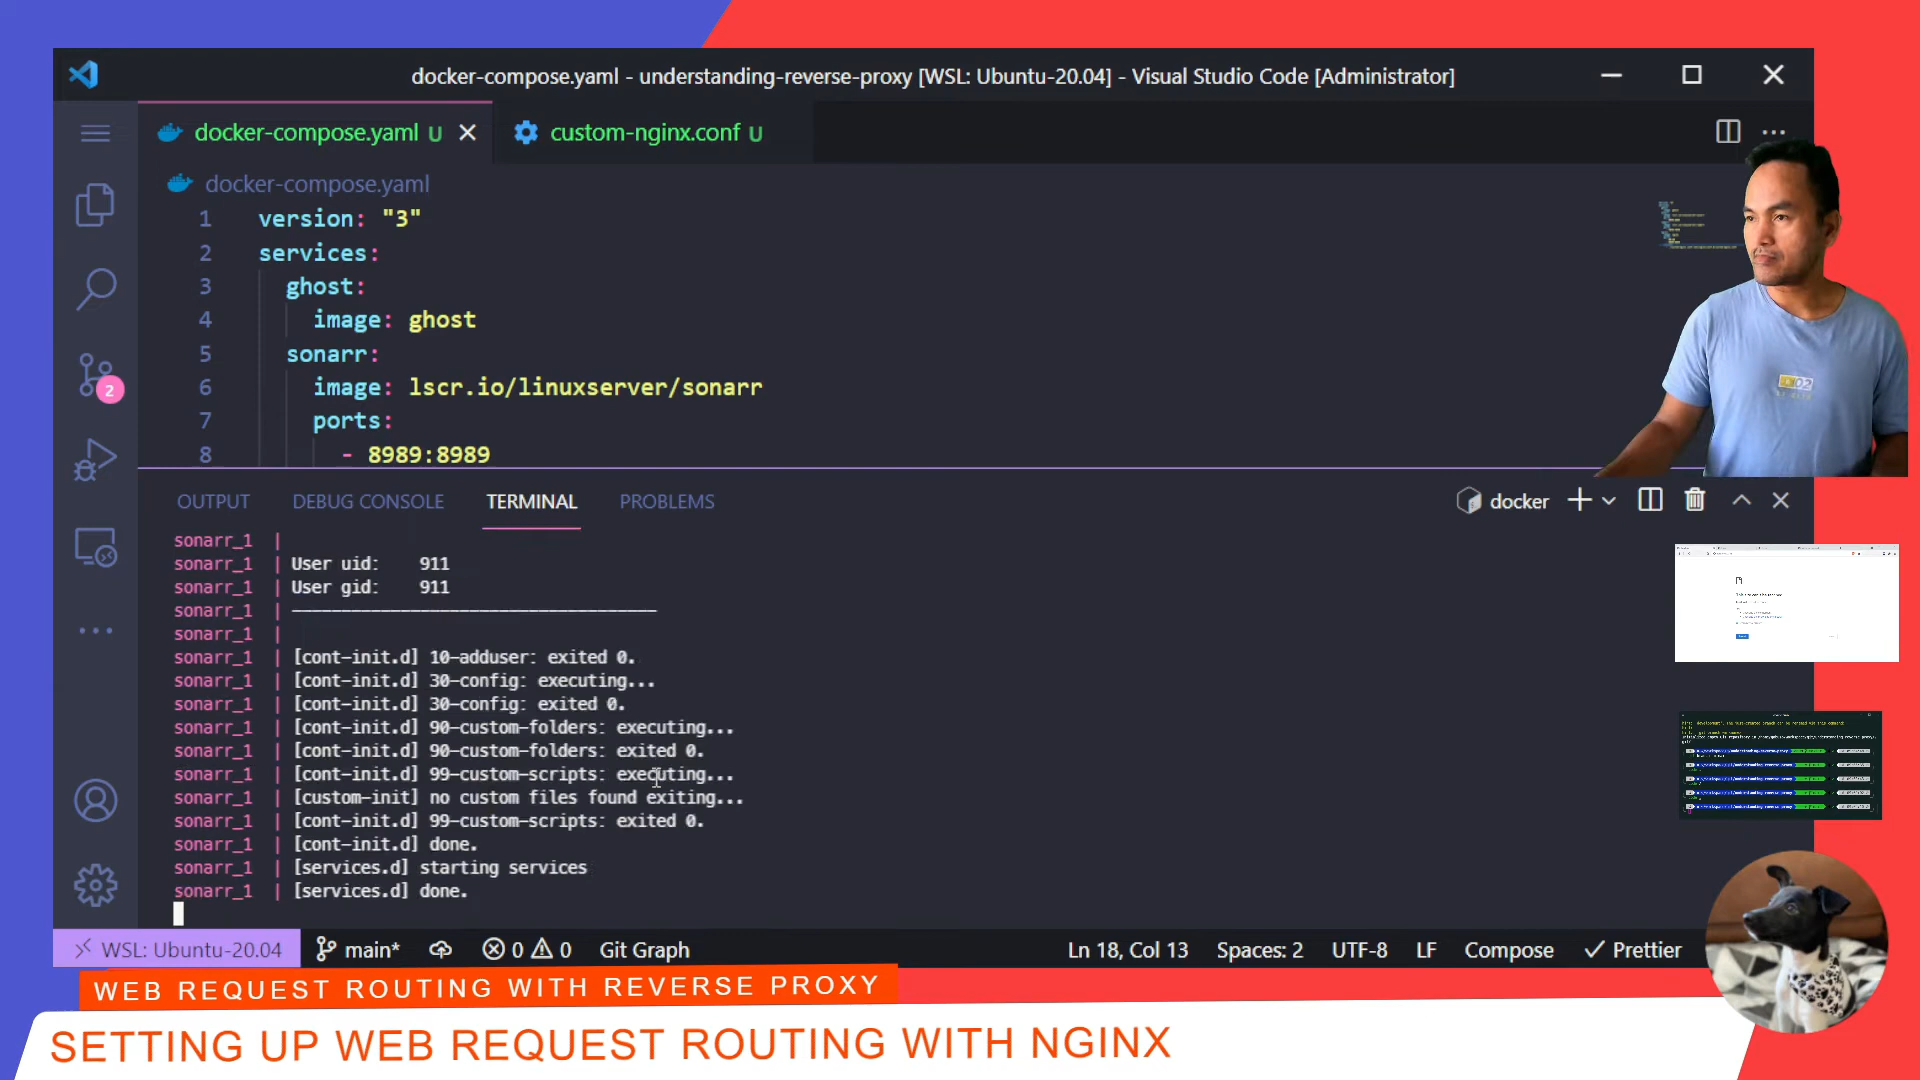 docker-compose.yaml - understanding-reverse-proxy [WSL: Ubuntu-20.04] - Visual Studio Code [Administrator]
docker-compose.yaml U
custom-nginx.conf U
docker-compose.yaml
1 version: "3"
2 services:
3 ghost:
4 image: ghost
5 sonarr:
6 image: lscr.io/linuxserver/sonarr
7 ports:
8 - 8989:8989
2
OUTPUT DEBUG CONSOLE TERMINAL PROBLEMS docker
sonarr_1 |
sonarr_1 | User uid: 911
sonarr_1 | User gid: 911
sonarr_1 | -------------------------------------
sonarr_1 |
sonarr_1 | [cont-init.d] 10-adduser: exited 0.
sonarr_1 | [cont-init.d] 30-config: executing...
sonarr_1 | [cont-init.d] 30-config: exited 0.
sonarr_1 | [cont-init.d] 90-custom-folders: executing...
sonarr_1 | [cont-init.d] 90-custom-folders: exited 0.
sonarr_1 | [cont-init.d] 99-custom-scripts: executing...
sonarr_1 | [custom-init] no custom files found exiting...
sonarr_1 | [cont-init.d] 99-custom-scripts: exited 0.
sonarr_1 | [cont-init.d] done.
sonarr_1 | [services.d] starting services
sonarr_1 | [services.d] done.
WSL: Ubuntu-20.04 main* 0 0 Git Graph Ln 18, Col 13 Spaces: 2 UTF-8 LF Compose Prettier
WEB REQUEST ROUTING WITH REVERSE PROXY
SETTING UP WEB REQUEST ROUTING WITH NGINX